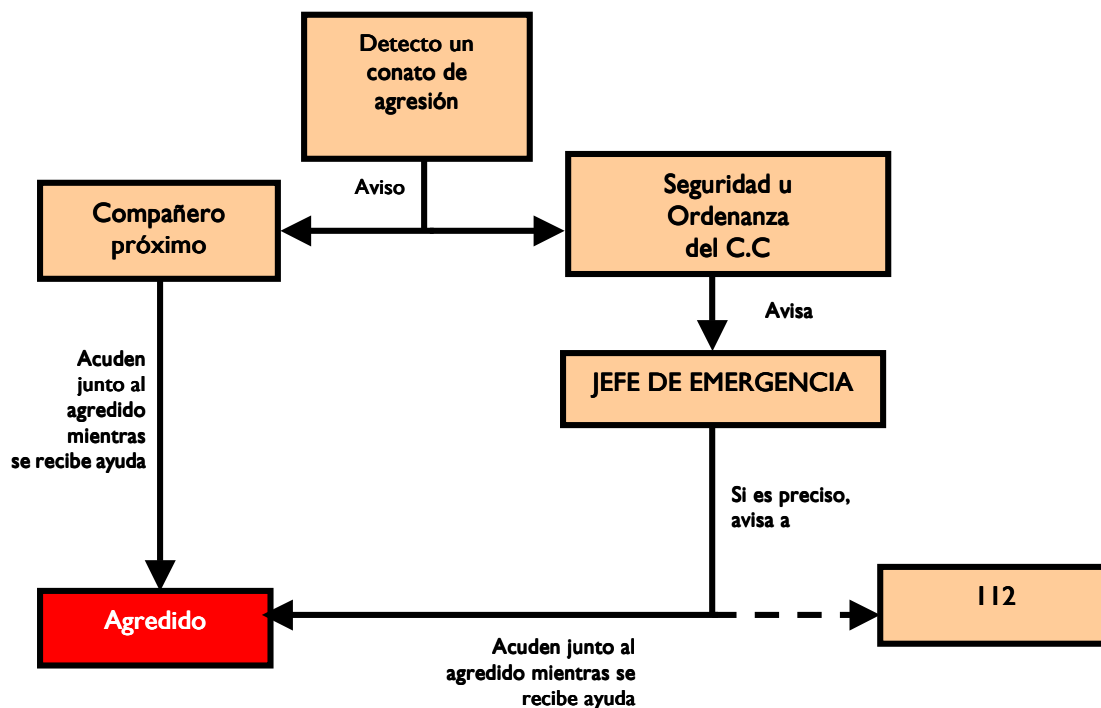 Detecto un
conato de
agresión
Aviso
Compañero
próximo
Seguridad u
Ordenanza
del C.C
Avisa
JEFE DE EMERGENCIA
Acuden
junto al
agredido
mientras
se recibe ayuda
Si es preciso,
avisa a
112
Agredido
Acuden junto al
agredido mientras se
recibe ayuda